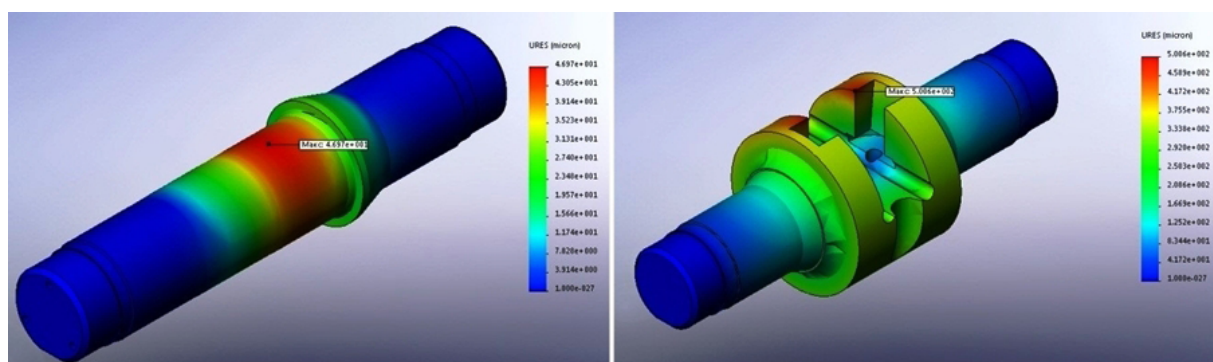 URES (micron)
4.697e+001
4.305e+001
3.914e+001
3.523e+001
3.131e+001
2.740e+001
2.348e+001
1.957e+001
1.566e+001
1.174e+001
7.828e+000
3.914e+000
1.000e-027
Макс: 4.697e+001
URES (micron)
5.006e+002
4.589e+002
4.172e+002
3.755e+002
3.338e+002
2.920e+002
2.503e+002
2.086e+002
1.669e+002
1.252e+002
8.344e+001
4.172e+001
1.000e-027
Макс: 5.006e+002